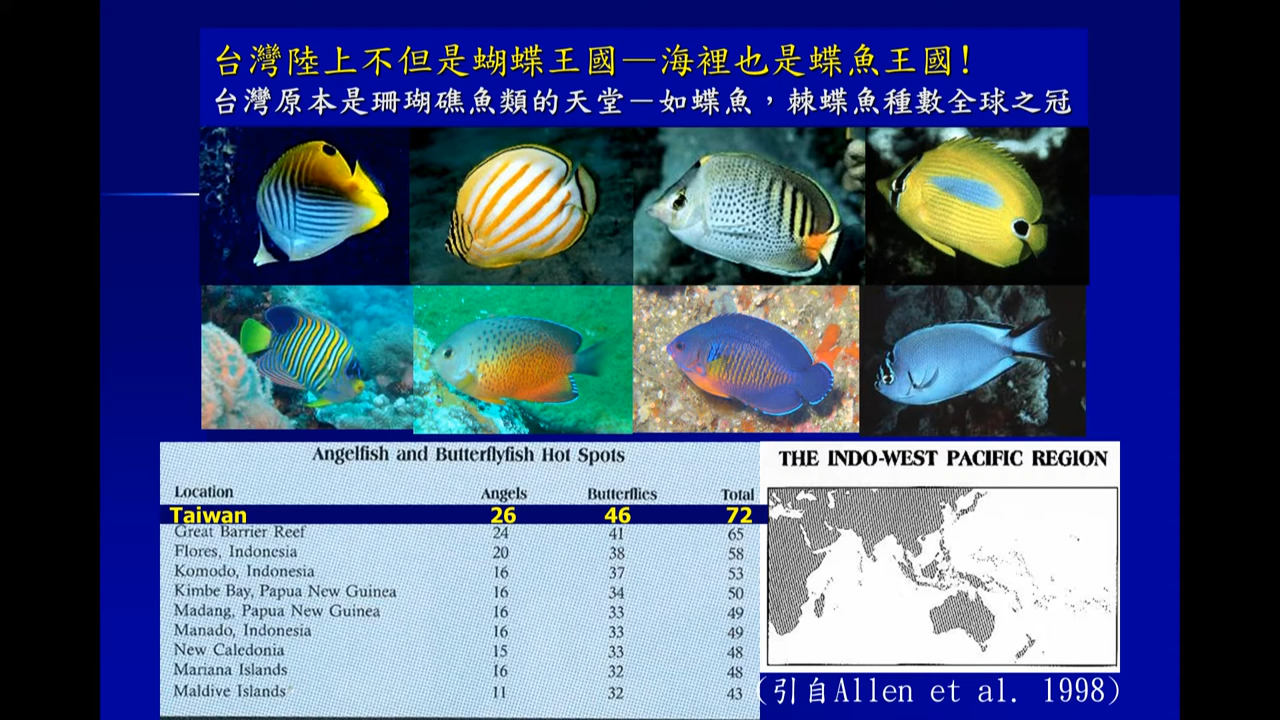 台灣陸上不但是蝴蝶王國—海裡也是蝶魚王國!
台灣原本是珊瑚礁魚類的天堂－如蝶魚，棘蝶魚種數全球之冠
Angelfish and Butterflyfish Hot Spots
Location Angels Butterflies Total
Taiwan 26 46 72
Great Barrier Reef 24 41 65
Flores, Indonesia 20 38 58
Komodo, Indonesia 16 37 53
Kimbe Bay, Papua New Guinea 16 34 50
Madang, Papua New Guinea 16 33 49
Manado, Indonesia 16 33 49
New Caledonia 15 33 48
Mariana Islands 16 32 48
Maldive Islands 11 32 43
THE INDO-WEST PACIFIC REGION
(引自Allen et al. 1998)